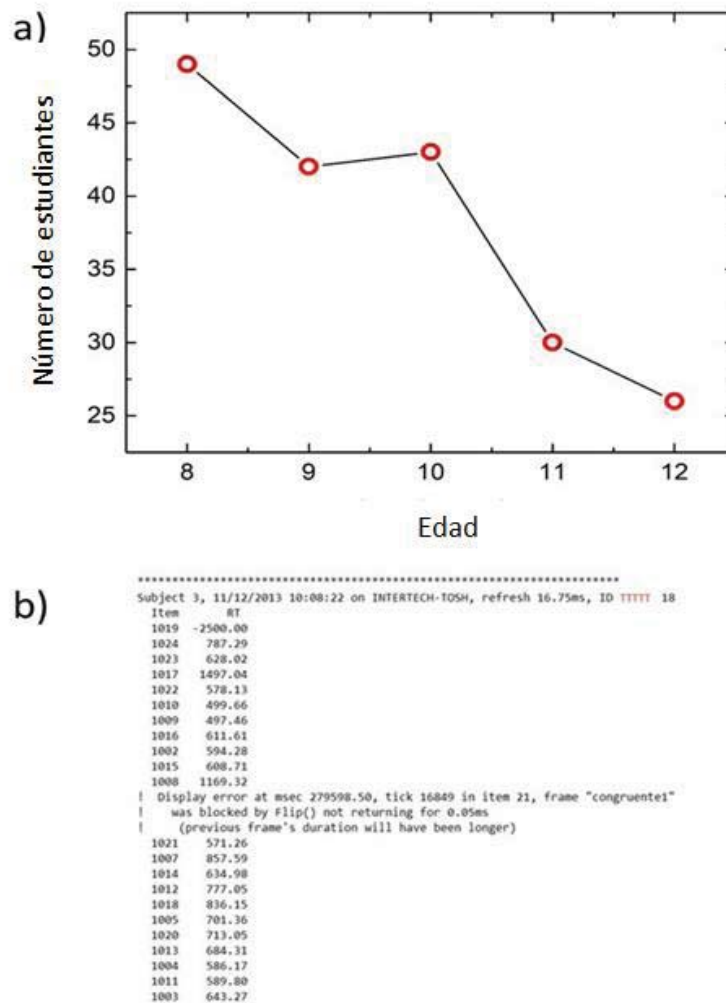 a)
50
45
40
35
30
25
Número de estudiantes
8 9 10 11 12
Edad
b)
**********************************************************************
Subject 3, 11/12/2013 10:08:22 on INTERTECH-TOSH, refresh 16.75ms, ID TTTTT 18
Item RT
1019 -2500.00
1024 787.29
1023 628.02
1017 1497.04
1022 578.13
1010 499.66
1009 497.46
1016 611.61
1002 594.28
1015 608.71
1008 1169.32
! Display error at msec 279598.50, tick 16849 in item 21, frame "congruente1"
! was blocked by Flip() not returning for 0.05ms
! (previous frame's duration will have been longer)
1021 571.26
1007 857.59
1014 634.98
1012 777.05
1018 836.15
1005 701.36
1020 713.05
1013 684.31
1004 586.17
1011 589.80
1003 643.27